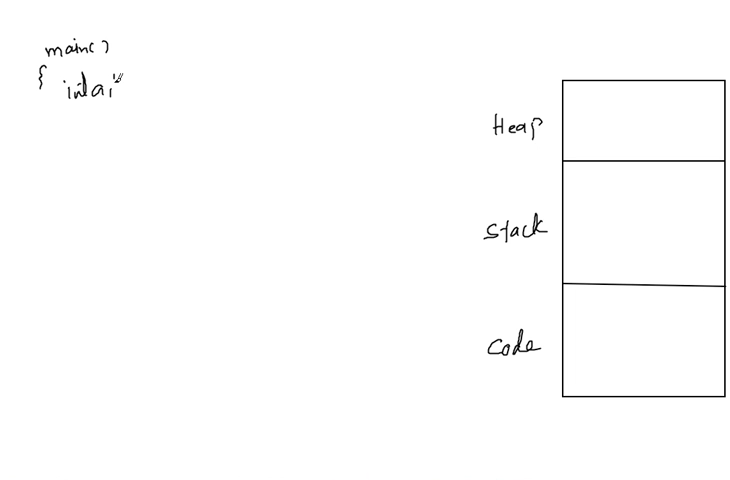 main()
{ int a;
Heap
Stack
code